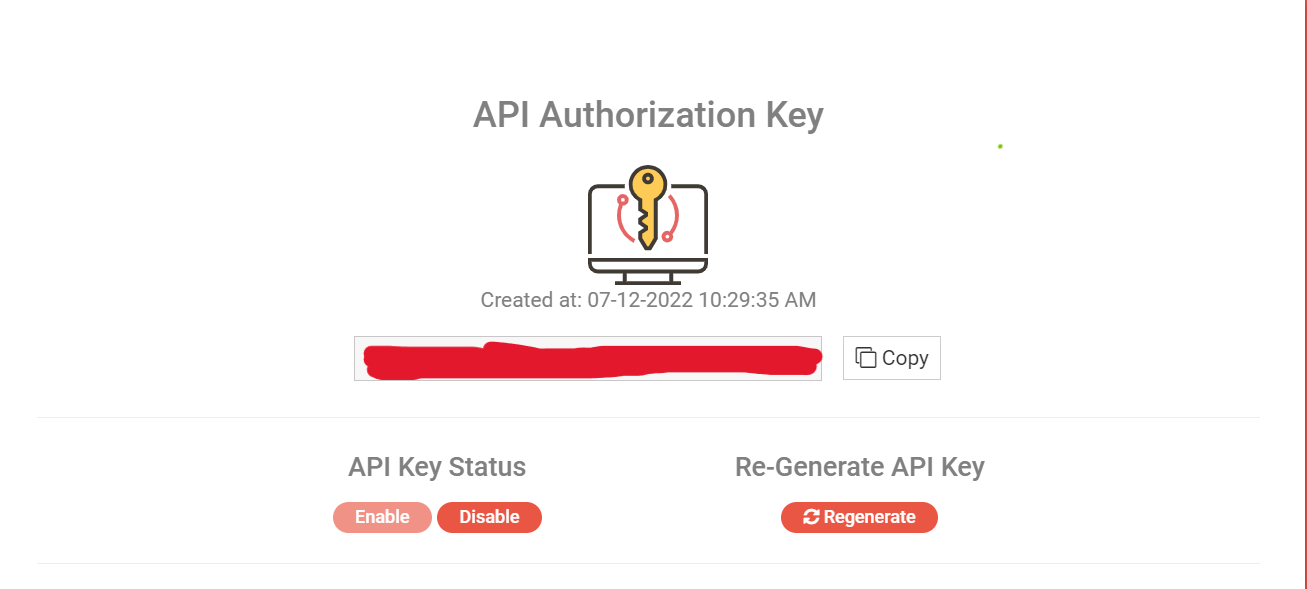 API Authorization Key
Created at: 07-12-2022 10:29:35 AM
Copy
API Key Status
Re-Generate API Key
Enable
Disable
Regenerate